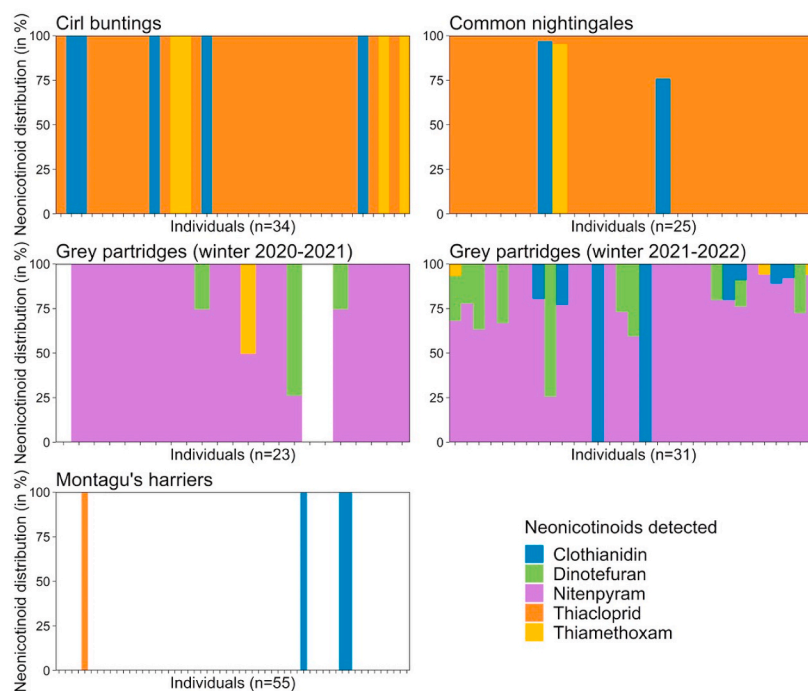 Cirl buntings
Neonicotinoid distribution (in %)
100
75
50
25
0
Individuals (n=34)
Common nightingales
100
75
50
25
0
Individuals (n=25)
Grey partridges (winter 2020-2021)
Neonicotinoid distribution (in %)
100
75
50
25
0
Individuals (n=23)
Grey partridges (winter 2021-2022)
100
75
50
25
0
Individuals (n=31)
Montagu's harriers
Neonicotinoid distribution (in %)
100
75
50
25
0
Individuals (n=55)
Neonicotinoids detected
Clothianidin
Dinotefuran
Nitenpyram
Thiacloprid
Thiamethoxam